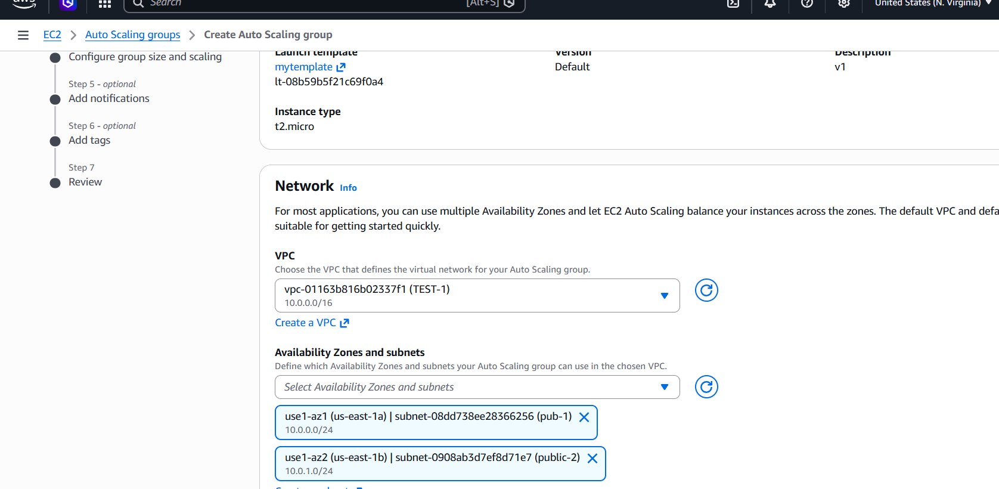 aws
Search
[Alt+S]
United States (N. Virginia)
EC2
Auto Scaling groups
Create Auto Scaling group
Configure group size and scaling
Step 5 - optional
Add notifications
Step 6 - optional
Add tags
Step 7
Review
Launch template
mytemplate
lt-08b59b5f21c69f0a4
Version
Default
Description
v1
Instance type
t2.micro
Network Info
For most applications, you can use multiple Availability Zones and let EC2 Auto Scaling balance your instances across the zones. The default VPC and defa
suitable for getting started quickly.
VPC
Choose the VPC that defines the virtual network for your Auto Scaling group.
vpc-01163b816b02337f1 (TEST-1)
10.0.0.0/16
Create a VPC
Availability Zones and subnets
Define which Availability Zones and subnets your Auto Scaling group can use in the chosen VPC.
Select Availability Zones and subnets
use1-az1 (us-east-1a) | subnet-08dd738ee28366256 (pub-1)
10.0.0.0/24
use1-az2 (us-east-1b) | subnet-0908ab3d7ef8d71e7 (public-2)
10.0.1.0/24